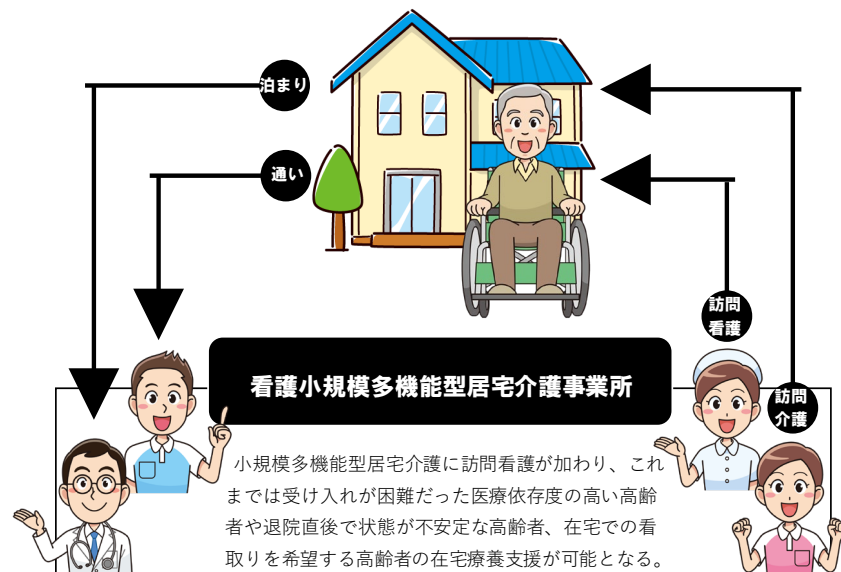 泊まり
通い
訪問
看護
訪問
介護
看護小規模多機能型居宅介護事業所
小規模多機能型居宅介護に訪問看護が加わり、これ
までは受け入れが困難だった医療依存度の高い高齢
者や退院直後で状態が不安定な高齢者、在宅での看
取りを希望する高齢者の在宅療養支援が可能となる。